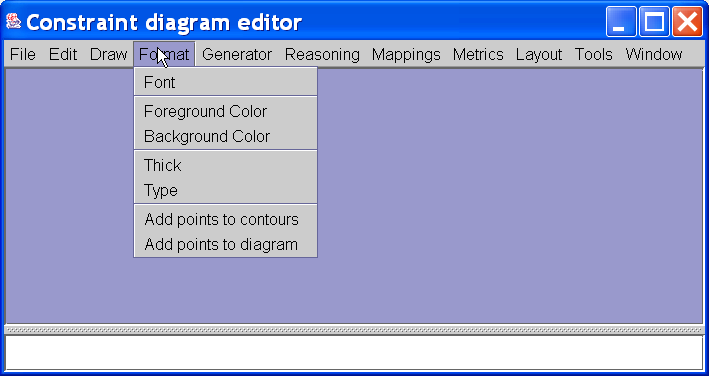 Constraint diagram editor
File Edit Draw Format Generator Reasoning Mappings Metrics Layout Tools Window
Font
Foreground Color
Background Color
Thick
Type
Add points to contours
Add points to diagram